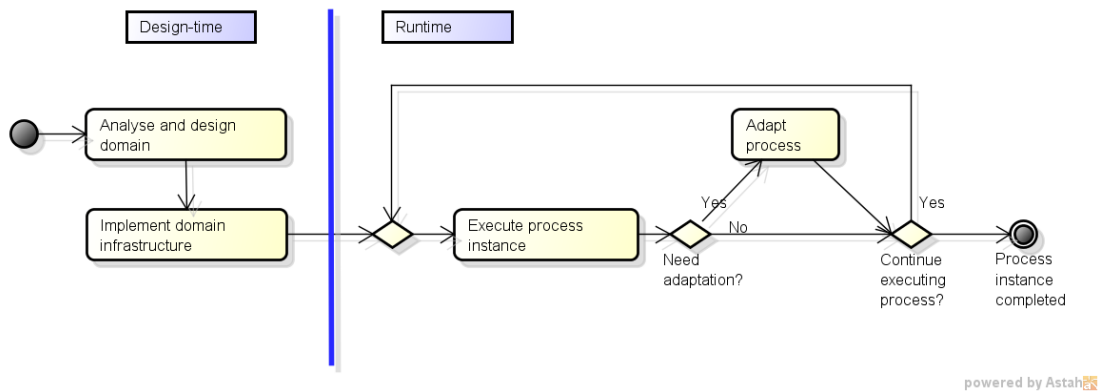 Design-time
Runtime
Analyse and design
domain
Implement domain
infrastructure
Execute process
instance
Need
adaptation?
Yes
No
Adapt
process
Yes
Continue
executing
process?
Process
instance
completed
powered by Astah